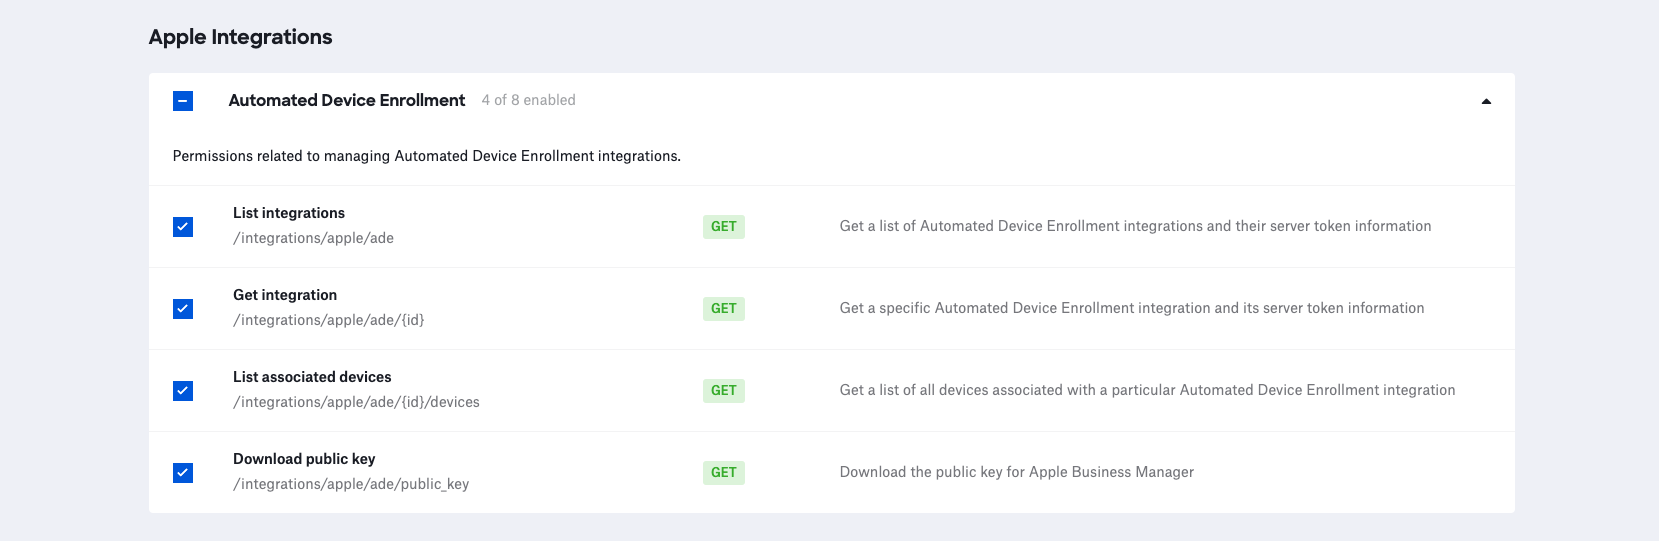 Apple Integrations
Automated Device Enrollment 4 of 8 enabled
Permissions related to managing Automated Device Enrollment integrations.
List integrations
/integrations/apple/ade
GET
Get a list of Automated Device Enrollment integrations and their server token information
Get integration
/integrations/apple/ade/{id}
GET
Get a specific Automated Device Enrollment integration and its server token information
List associated devices
/integrations/apple/ade/{id}/devices
GET
Get a list of all devices associated with a particular Automated Device Enrollment integration
Download public key
/integrations/apple/ade/public_key
GET
Download the public key for Apple Business Manager